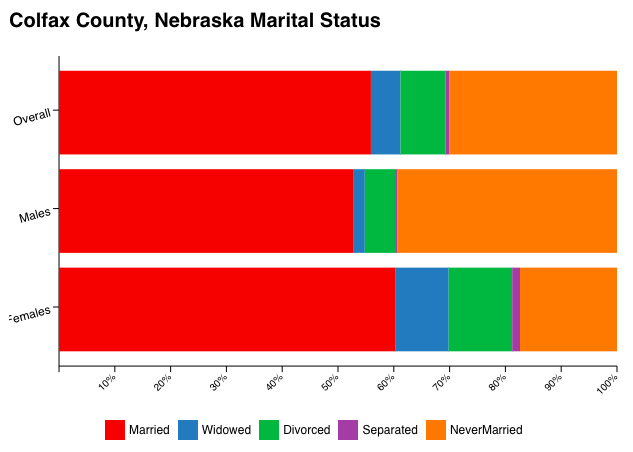 Colfax County, Nebraska Marital Status
Overall
Males
Females
10% 20% 30% 40% 50% 60% 70% 80% 90% 100%
Married Widowed Divorced Separated NeverMarried